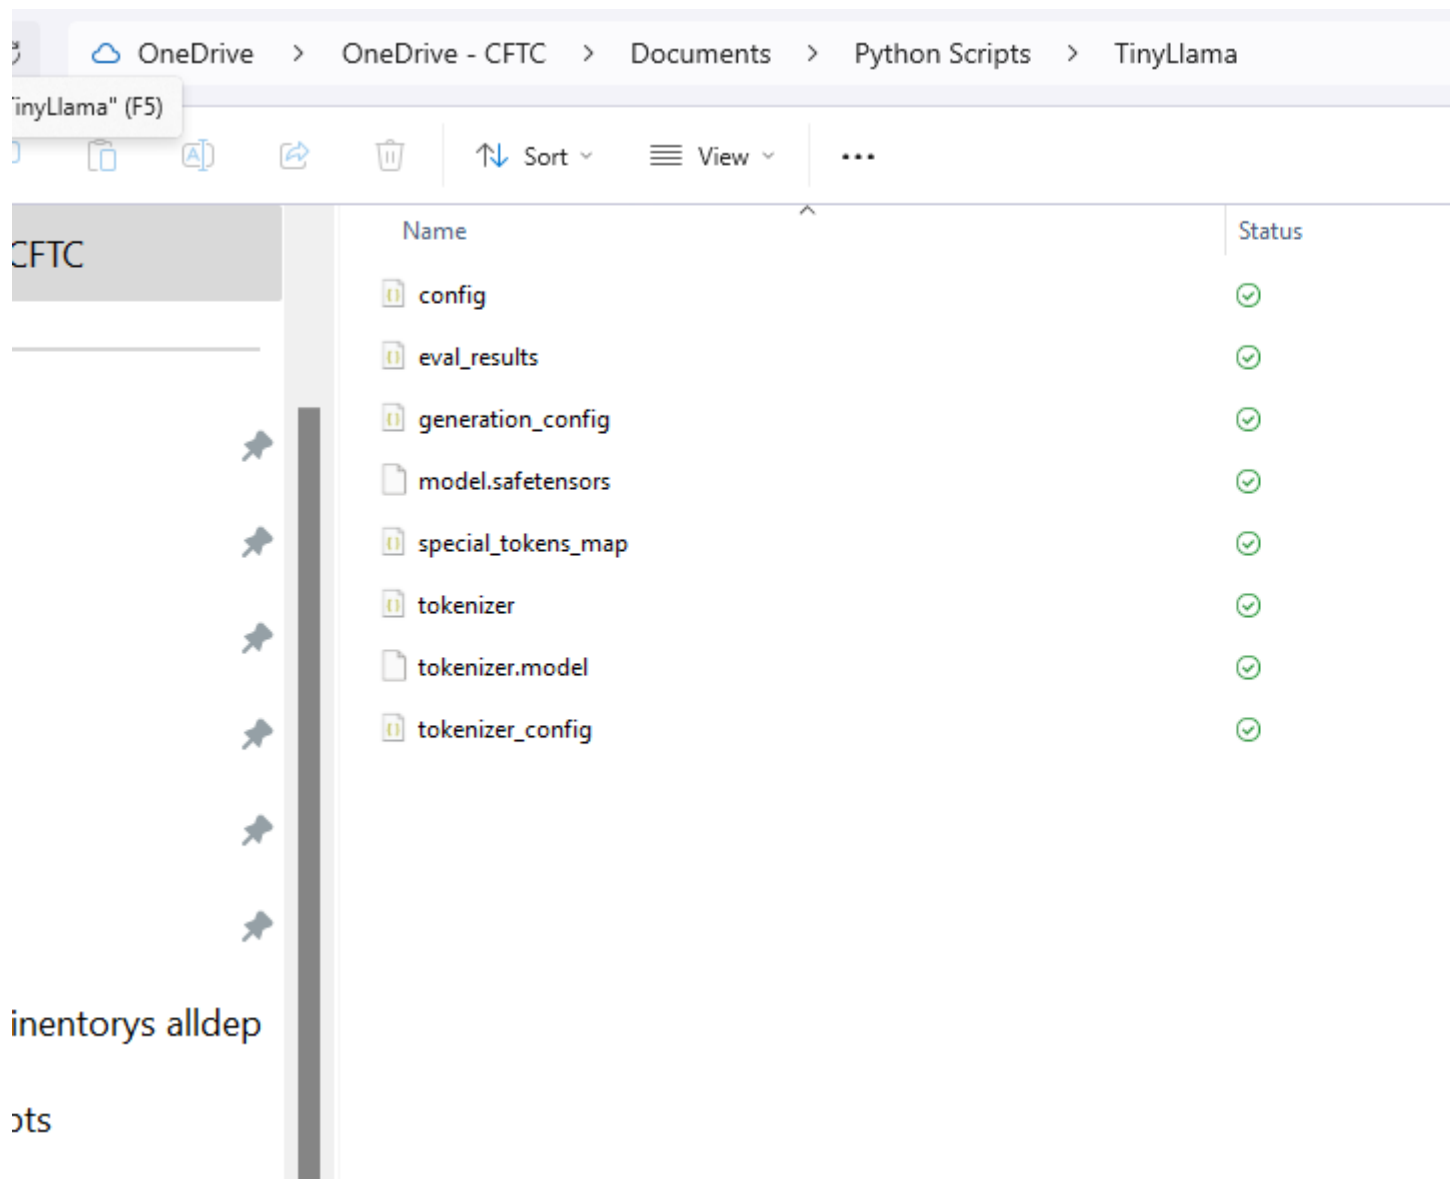 OneDrive > OneDrive - CFTC > Documents > Python Scripts > TinyLlama
inyLlama" (F5)
Sort
View
CFTC
inentorys alldep
ots
Name
Status
config
eval_results
generation_config
model.safetensors
special_tokens_map
tokenizer
tokenizer.model
tokenizer_config